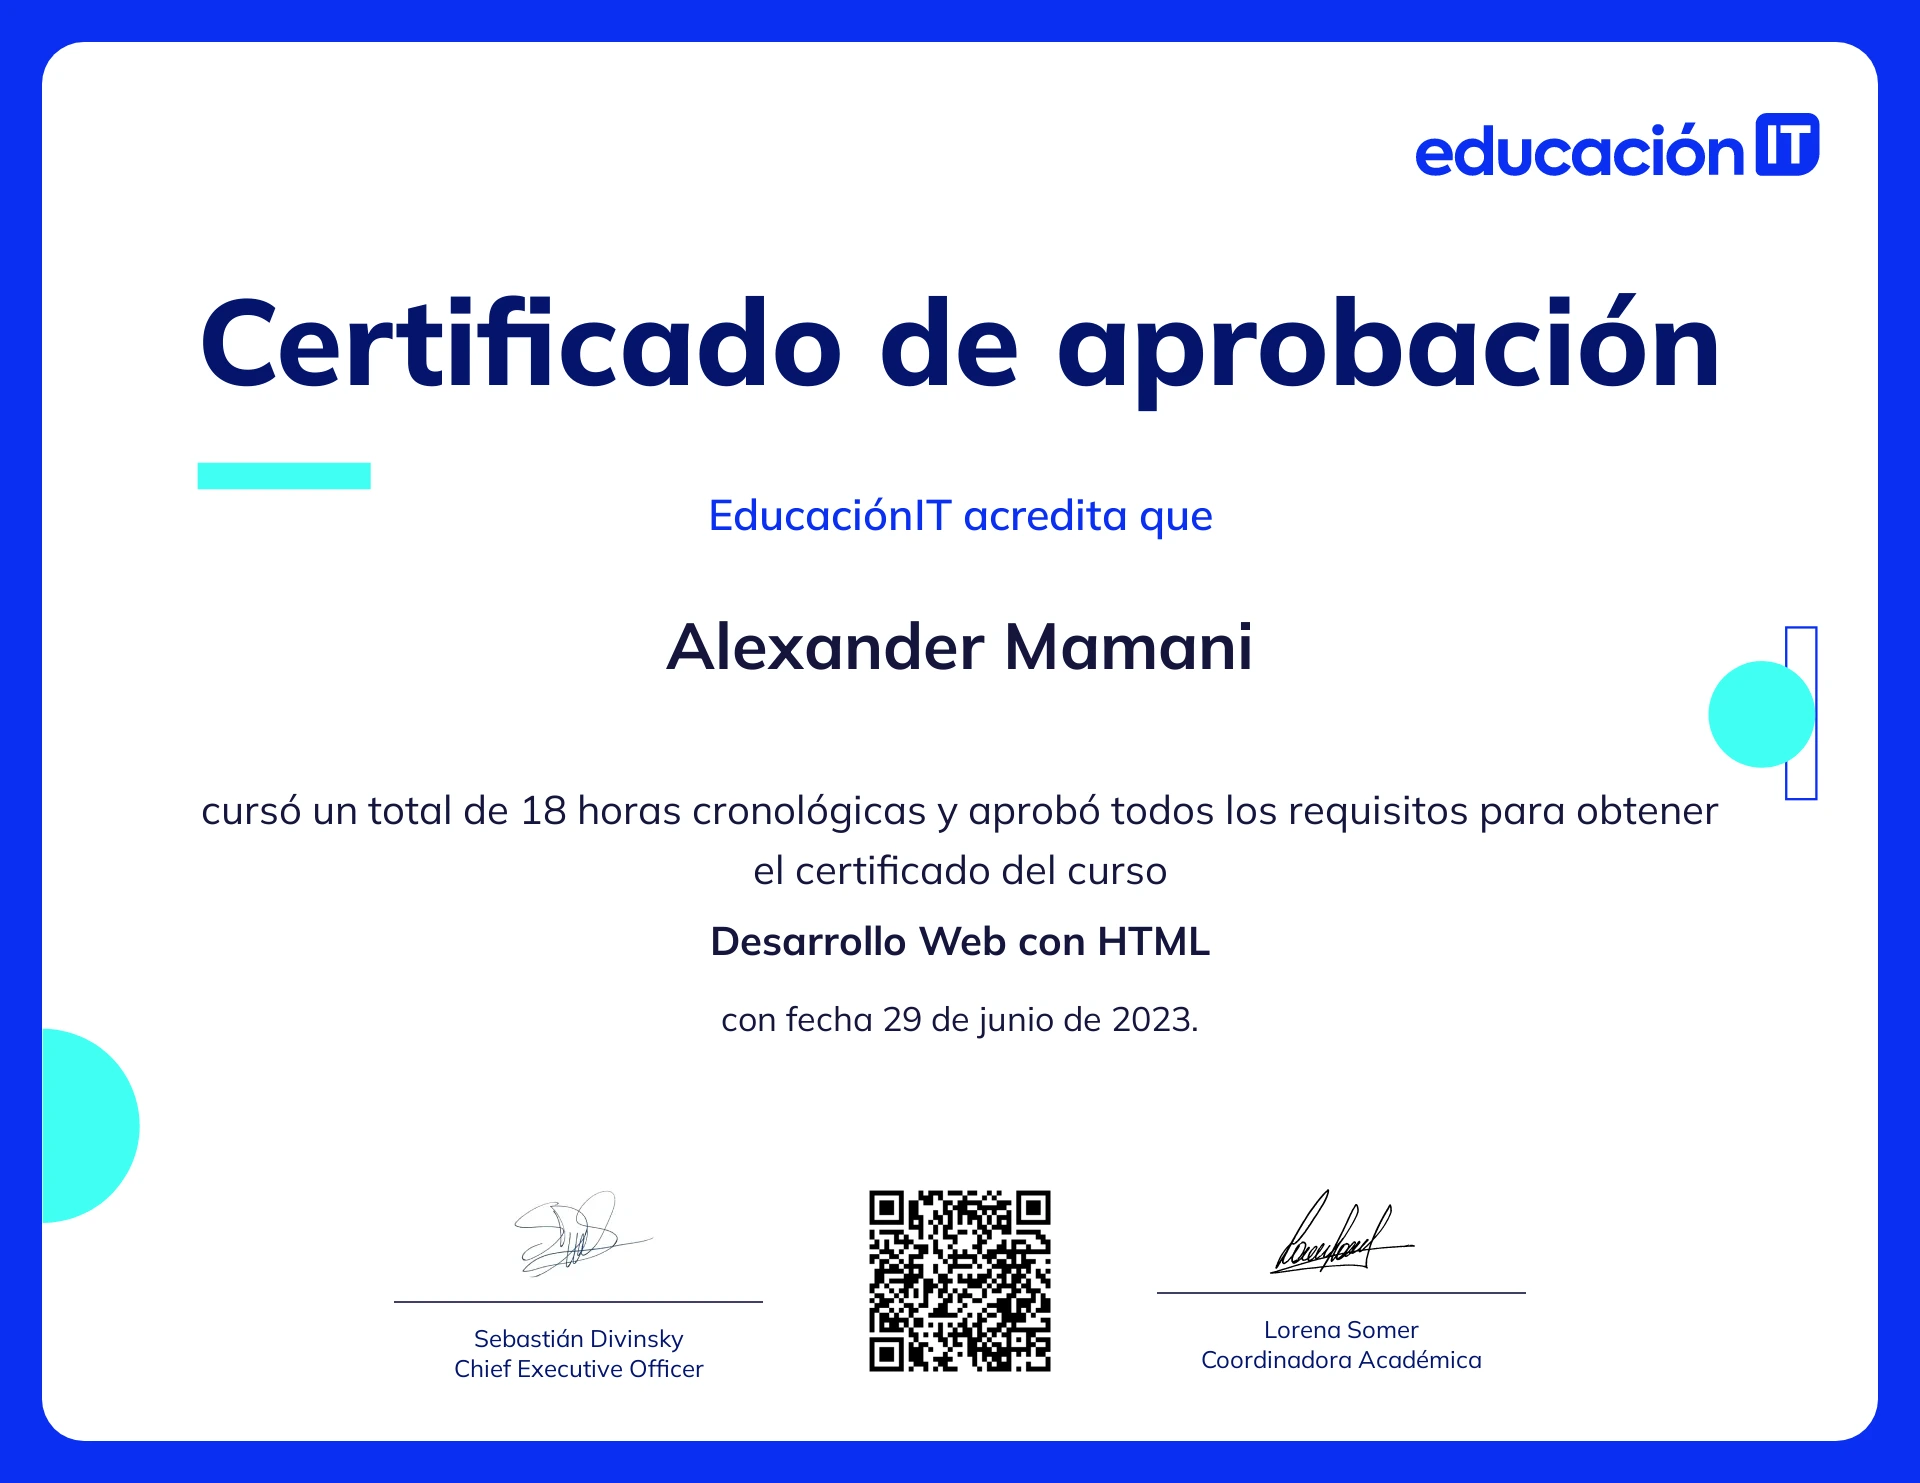 educación IT
Certificado de aprobación
EducaciónIT acredita que
Alexander Mamani
cursó un total de 18 horas cronológicas y aprobó todos los requisitos para obtener
el certificado del curso
Desarrollo Web con HTML
con fecha 29 de junio de 2023.
Sebastián Divinsky
Chief Executive Officer
Lorena Somer
Coordinadora Académica